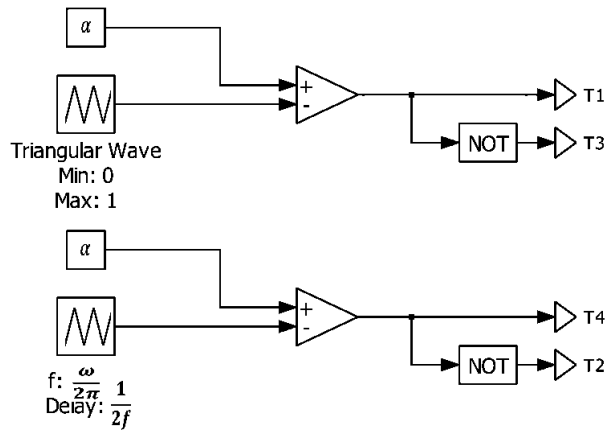 α
+
-
T1
NOT
T3
Triangular Wave
Min: 0
Max: 1
α
+
-
T4
NOT
T2
f: ω/2π
Delay: 1/2f